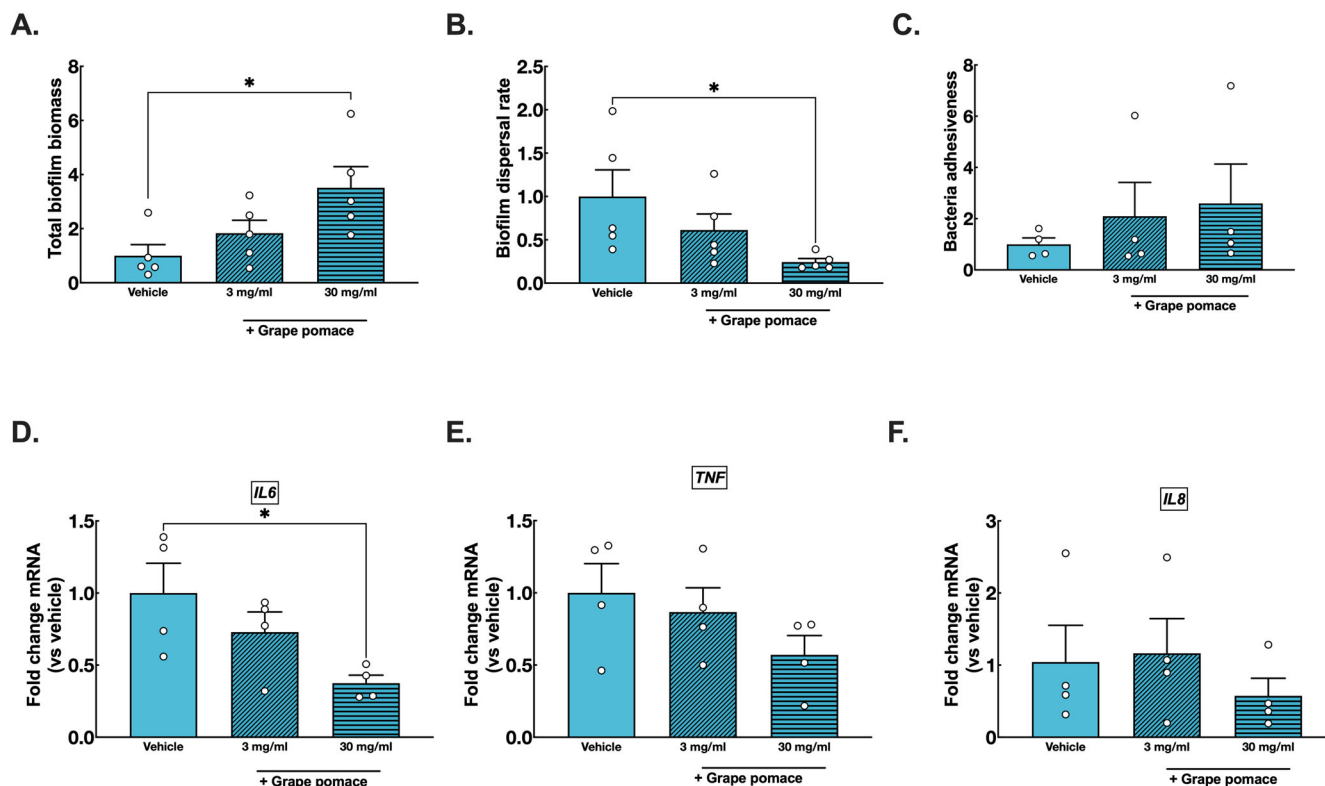 A.
Total biofilm biomass
8
6
4
2
0
*
Vehicle
3 mg/ml
30 mg/ml
+ Grape pomace
B.
Biofilm dispersal rate
2.5
2.0
1.5
1.0
0.5
0.0
*
Vehicle
3 mg/ml
30 mg/ml
+ Grape pomace
C.
Bacteria adhesiveness
8
6
4
2
0
Vehicle
3 mg/ml
30 mg/ml
+ Grape pomace
D.
IL6
*
Fold change mRNA
(vs vehicle)
1.5
1.0
0.5
0.0
Vehicle
3 mg/ml
30 mg/ml
+ Grape pomace
E.
TNF
Fold change mRNA
(vs vehicle)
1.5
1.0
0.5
0.0
Vehicle
3 mg/ml
30 mg/ml
+ Grape pomace
F.
IL8
Fold change mRNA
(vs vehicle)
3
2
1
0
Vehicle
3 mg/ml
30 mg/ml
+ Grape pomace